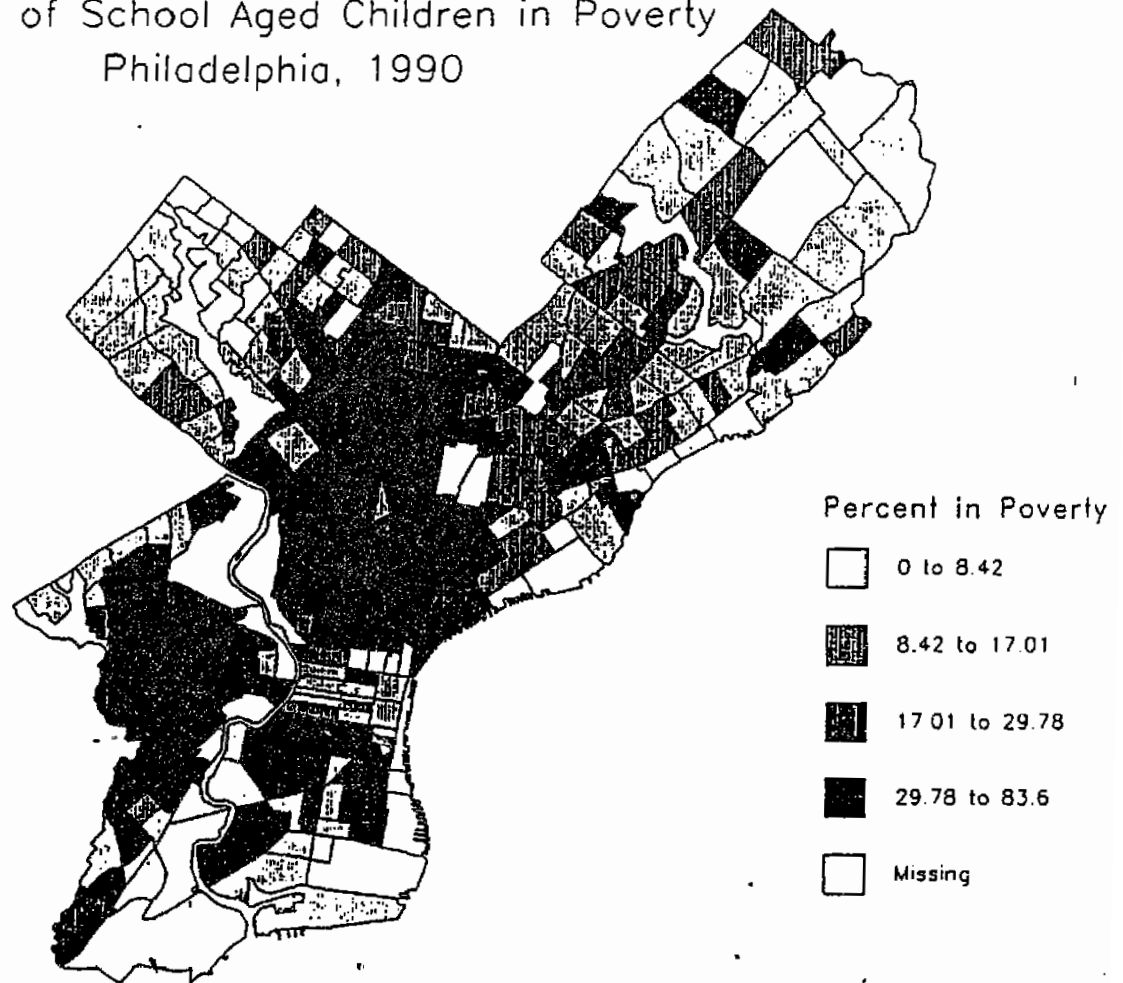 of School Aged Children in Poverty
Philadelphia, 1990
Percent in Poverty
0 to 8.42
8.42 to 17.01
17 01 to 29.78
29.78 to 83.6
Missing